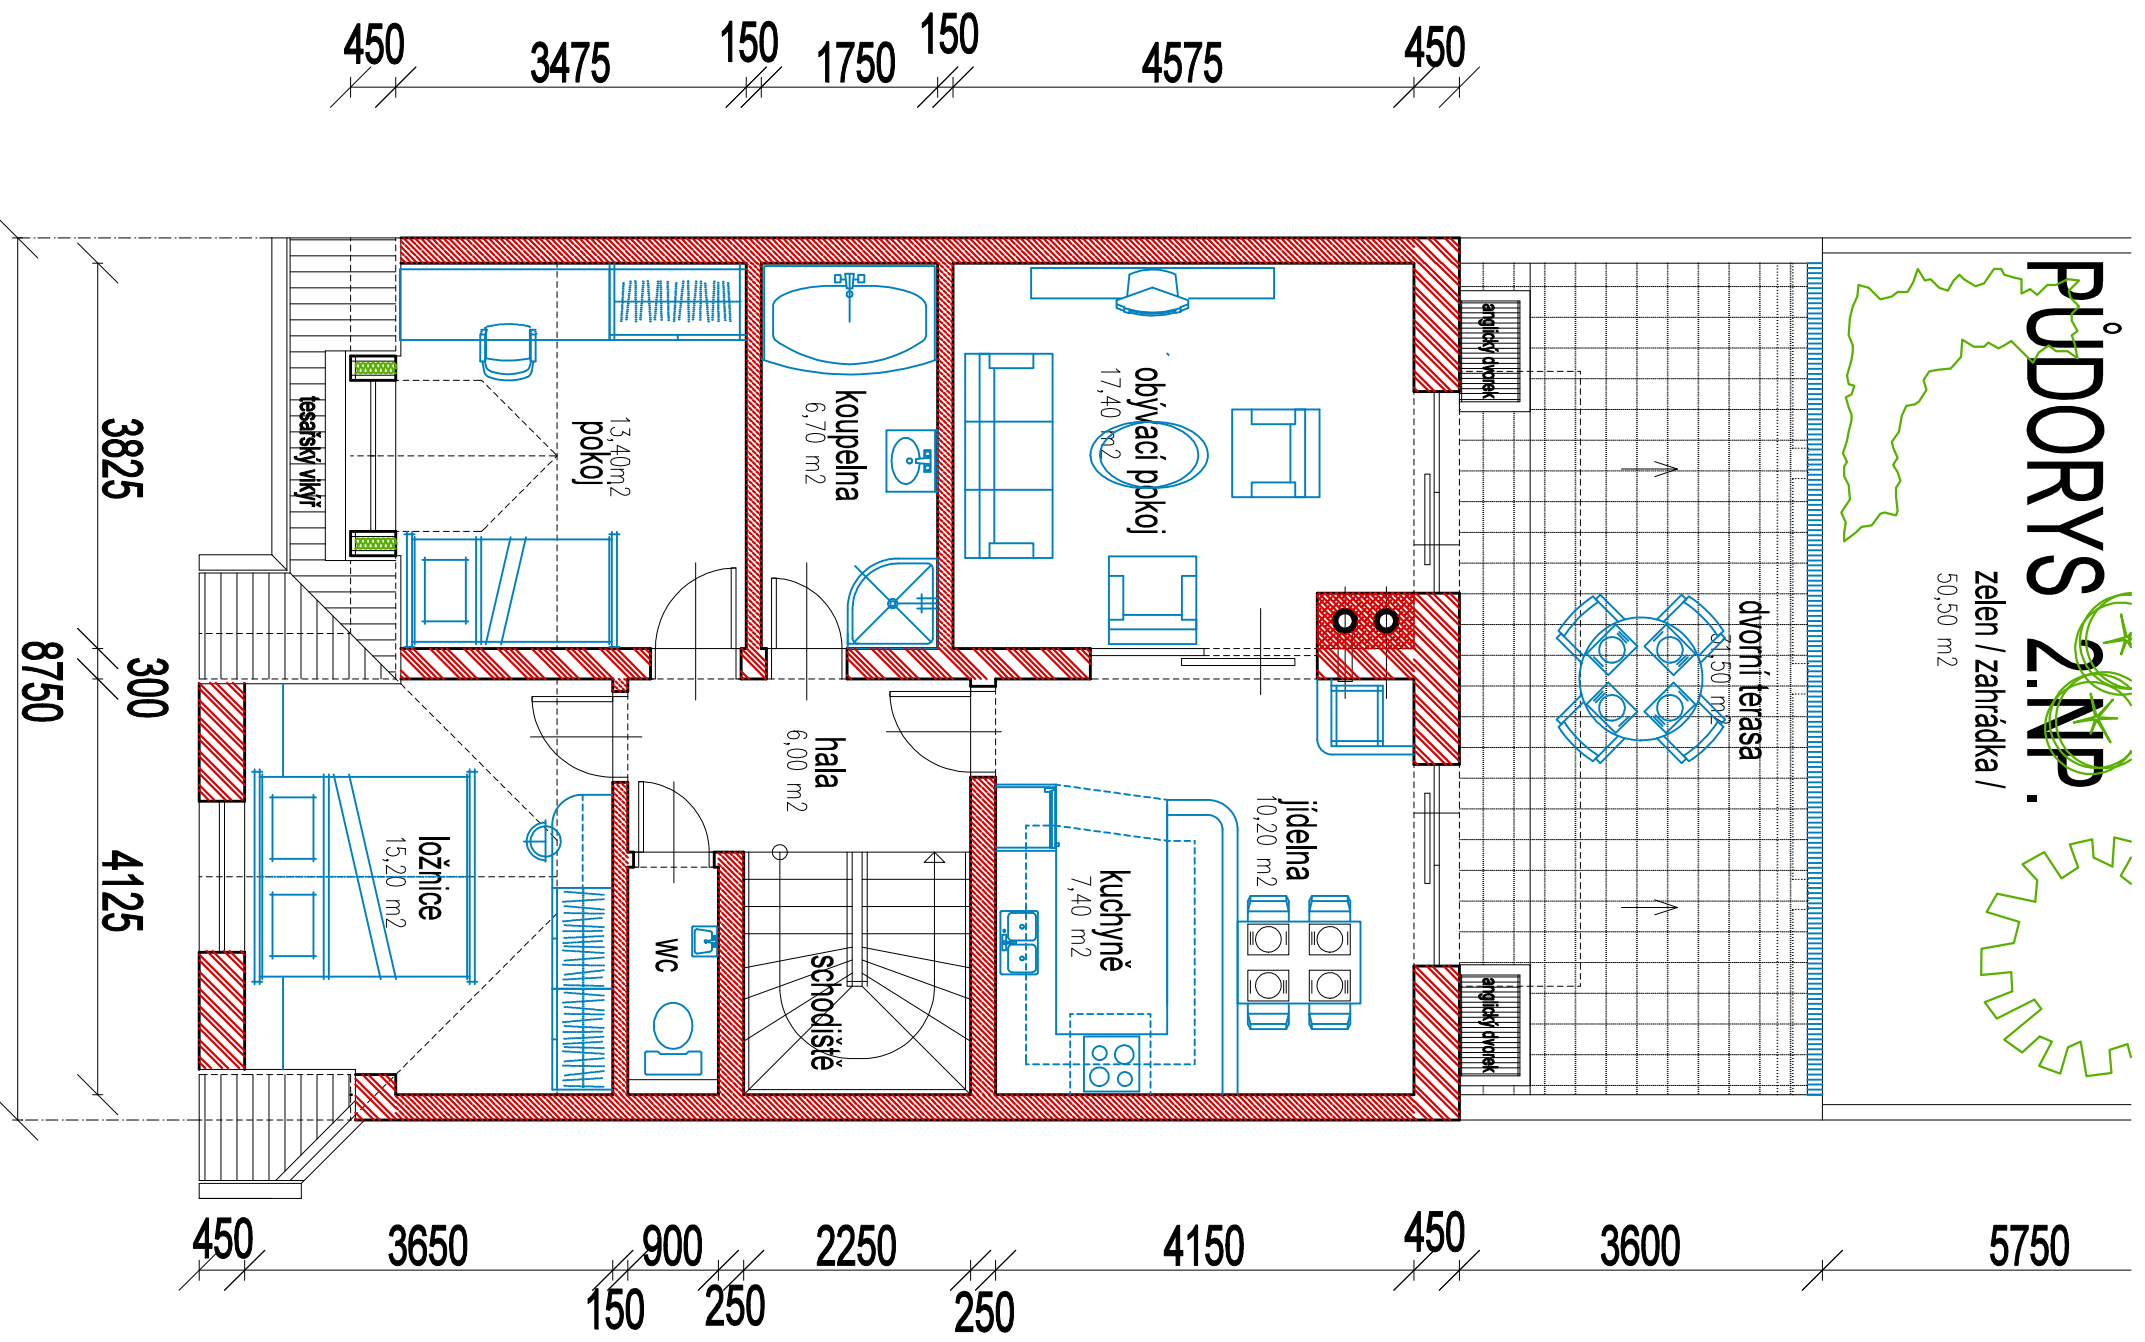 450
3475
150
1750
150
4575
450
PŮDORYS 2.NP .
zelen / zahrádka /
50,50 m2
dvorní terasa
31,50 m2
anglický dvorek
anglický dvorek
obývací pokoj
17,40 m2
koupelna
6,70 m2
13,40m2
pokoj
tesařský vikýř
hala
6,00 m2
jídelna
10,20 m2
kuchyně
7,40 m2
ložnice
15,20 m2
wc
schodiště
3825
300
4125
8750
450
3650
150
900
250
2250
250
4150
450
3600
5750